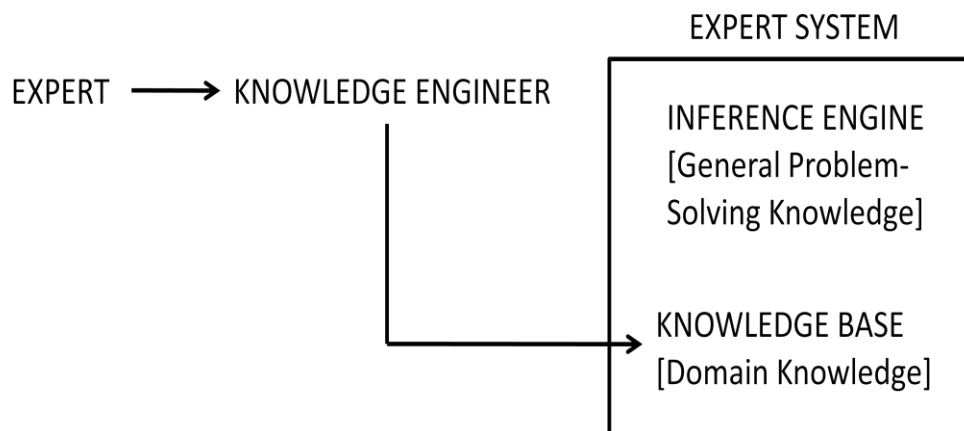 EXPERT SYSTEM
EXPERT
KNOWLEDGE ENGINEER
INFERENCE ENGINE
[General Problem-
Solving Knowledge]
KNOWLEDGE BASE
[Domain Knowledge]